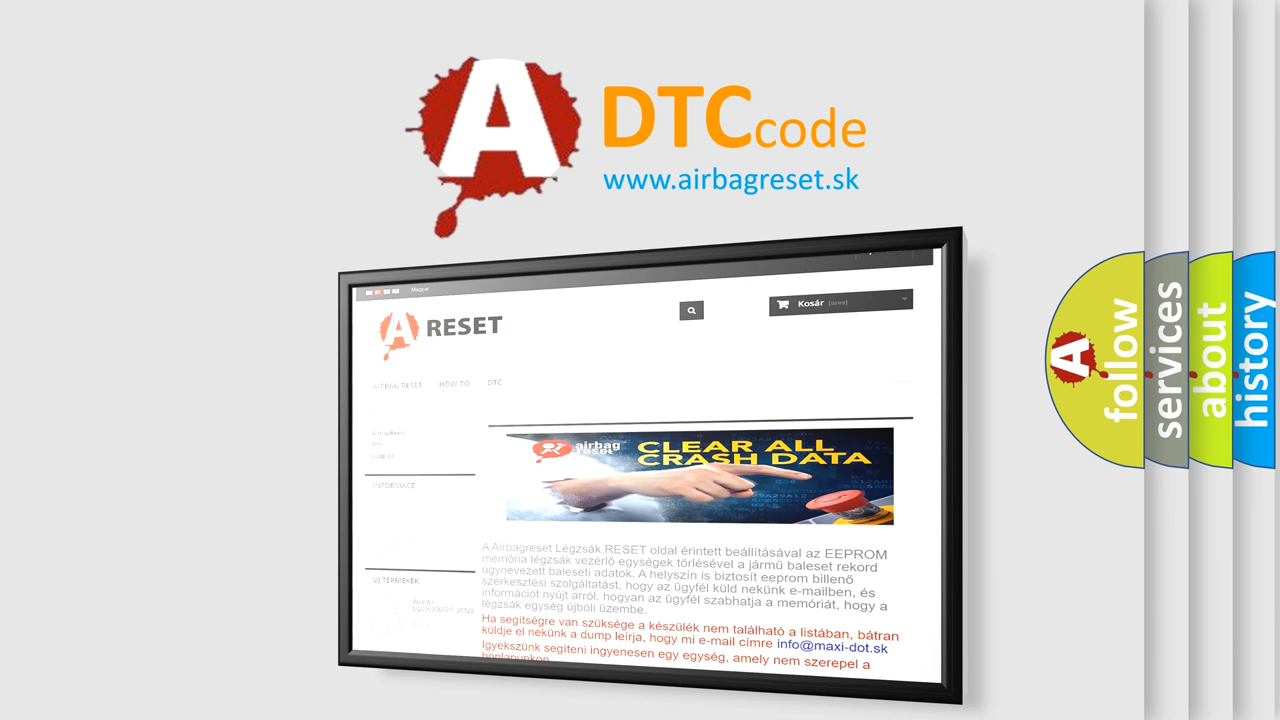 A DTCcode
www.airbagreset.sk
Magyar
A RESET
Kosár (üres)
AIRBAG RESET HOW TO DTC
INFORMACE
ÚJ TERMÉKEK
airbag
reset
CLEAR ALL
CRASH DATA
A Airbagreset Légzsák RESET oldal érintett beállításával az EEPROM
memória légzsák vezérlő egységek törlésével a jármű baleset rekord
úgynevezett baleseti adatok. A helyszín is biztosít eeprom billenő
szerkesztési szolgáltatást, hogy az ügyfél küld nekünk e-mailben, és
információt nyújt arról, hogyan az ügyfél szabhatja a memóriát, hogy a
légzsák egység újbóli üzembe.
Ha segítségre van szüksége a készülék nem található a listában, bátran
küldje el nekünk a dump leírja, hogy mi e-mail címre info@maxi-dot.sk
Igyekszünk segíteni ingyenesen egy egység, amely nem szerepel a
honlapunkon
A
follow
services
about
history